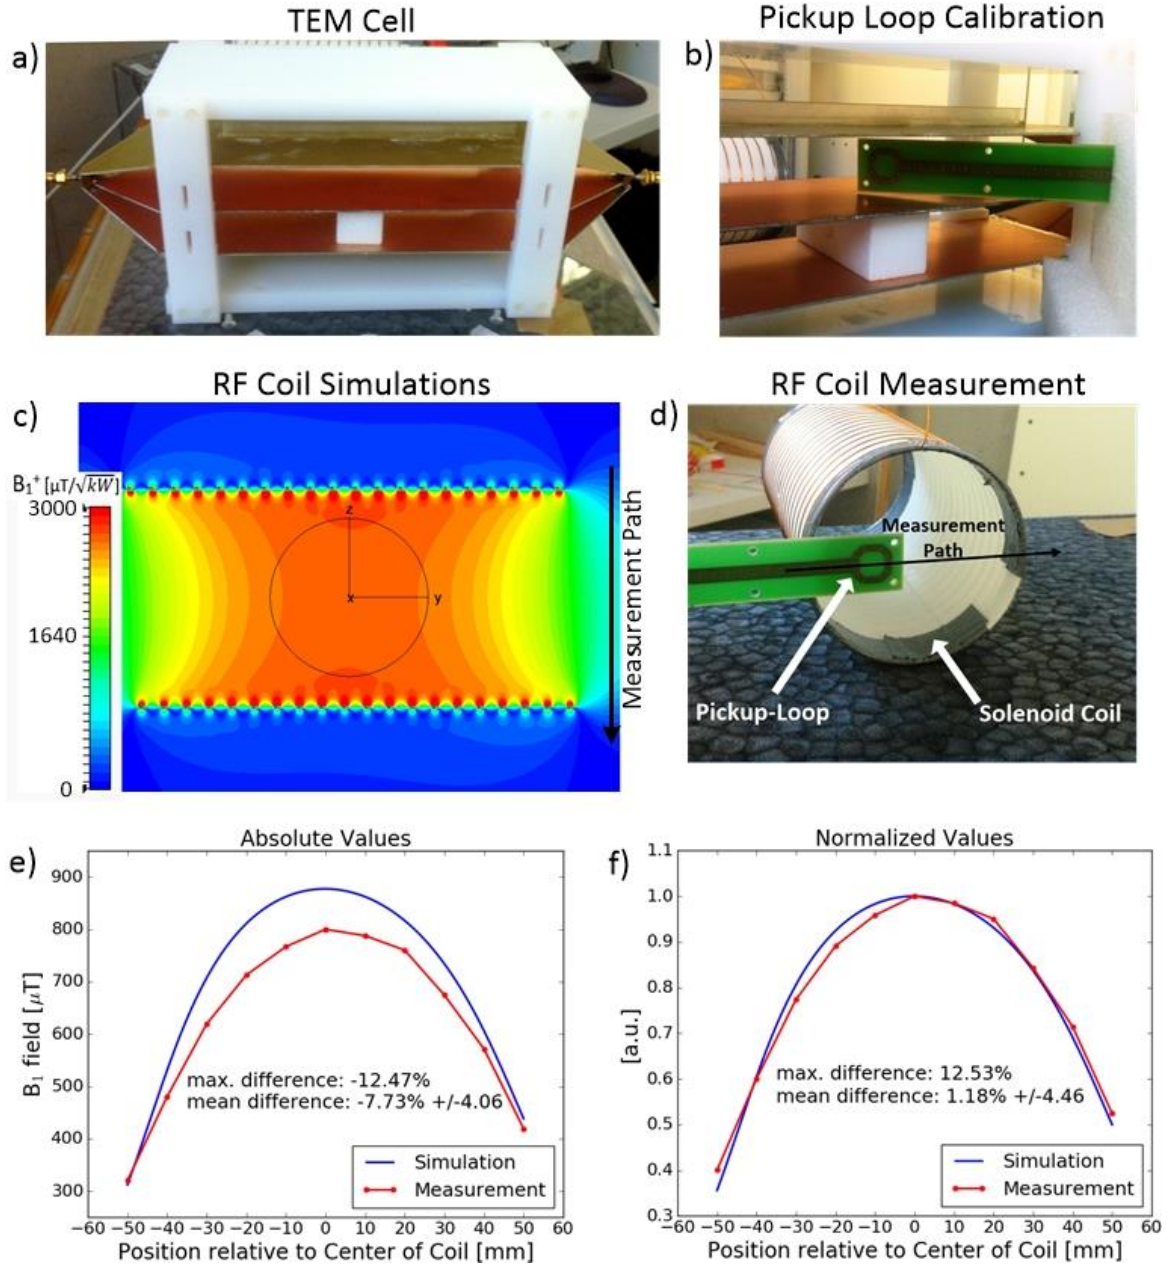 TEM Cell
Pickup Loop Calibration
a)
b)
RF Coil Simulations
RF Coil Measurement
c)
d)
B₁⁺ [μT/√kW]
3000
1640
0
z
x
y
Measurement Path
Measurement
Path
Pickup-Loop
Solenoid Coil
e)
Absolute Values
B₁ field [μT]
900
800
700
600
500
400
300
max. difference: -12.47%
mean difference: -7.73% +/-4.06
Simulation
Measurement
−60 −50 −40 −30 −20 −10 0 10 20 30 40 50 60
Position relative to Center of Coil [mm]
f)
Normalized Values
[a.u.]
1.1
1.0
0.9
0.8
0.7
0.6
0.5
0.4
0.3
max. difference: 12.53%
mean difference: 1.18% +/-4.46
Simulation
Measurement
−60 −50 −40 −30 −20 −10 0 10 20 30 40 50 60
Position relative to Center of Coil [mm]